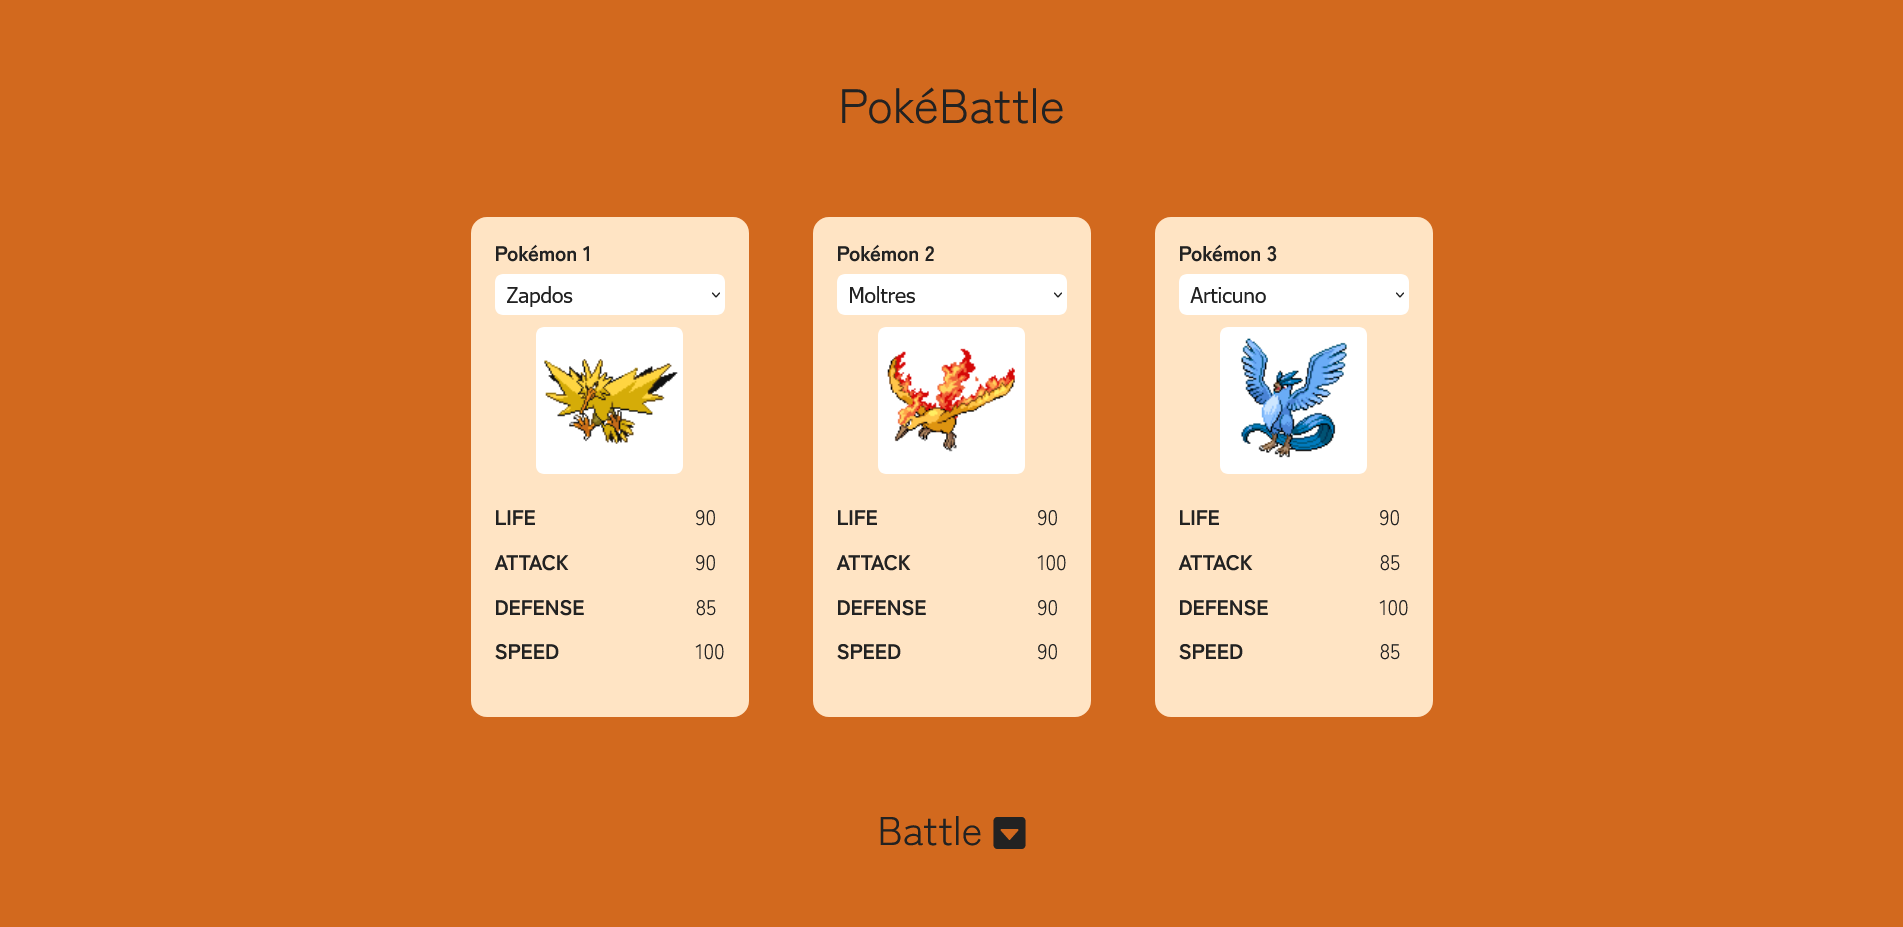 PokéBattle
Pokémon 1
Zapdos
LIFE 90
ATTACK 90
DEFENSE 85
SPEED 100
Pokémon 2
Moltres
LIFE 90
ATTACK 100
DEFENSE 90
SPEED 90
Pokémon 3
Articuno
LIFE 90
ATTACK 85
DEFENSE 100
SPEED 85
Battle